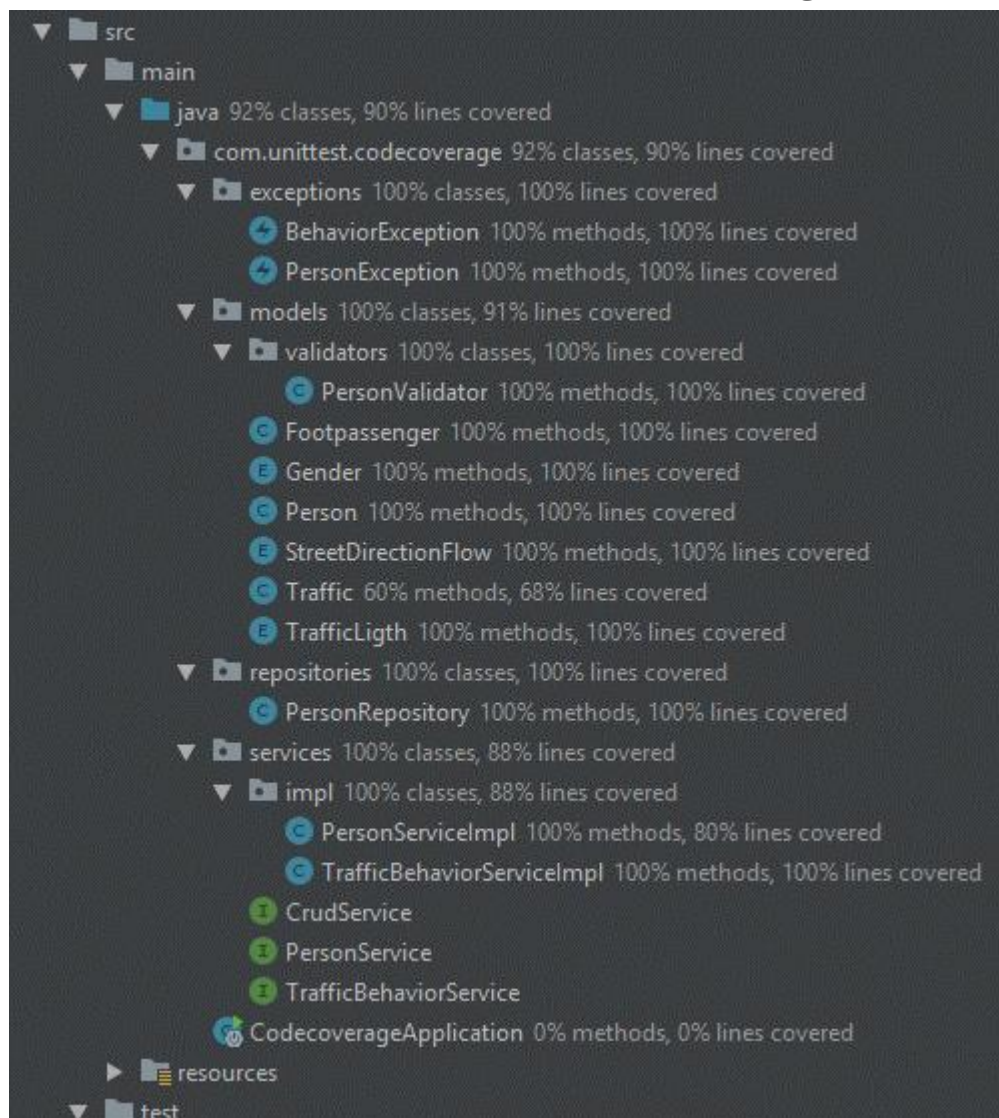 src
main
java 92% classes, 90% lines covered
com.unittest.codecoverage 92% classes, 90% lines covered
exceptions 100% classes, 100% lines covered
BehaviorException 100% methods, 100% lines covered
PersonException 100% methods, 100% lines covered
models 100% classes, 91% lines covered
validators 100% classes, 100% lines covered
C PersonValidator 100% methods, 100% lines covered
C Footpassenger 100% methods, 100% lines covered
E Gender 100% methods, 100% lines covered
C Person 100% methods, 100% lines covered
E StreetDirectionFlow 100% methods, 100% lines covered
C Traffic 60% methods, 68% lines covered
E TrafficLigth 100% methods, 100% lines covered
repositories 100% classes, 100% lines covered
C PersonRepository 100% methods, 100% lines covered
services 100% classes, 88% lines covered
impl 100% classes, 88% lines covered
C PersonServiceImpl 100% methods, 80% lines covered
C TrafficBehaviorServiceImpl 100% methods, 100% lines covered
I CrudService
I PersonService
I TrafficBehaviorService
CodecoverageApplication 0% methods, 0% lines covered
resources
test